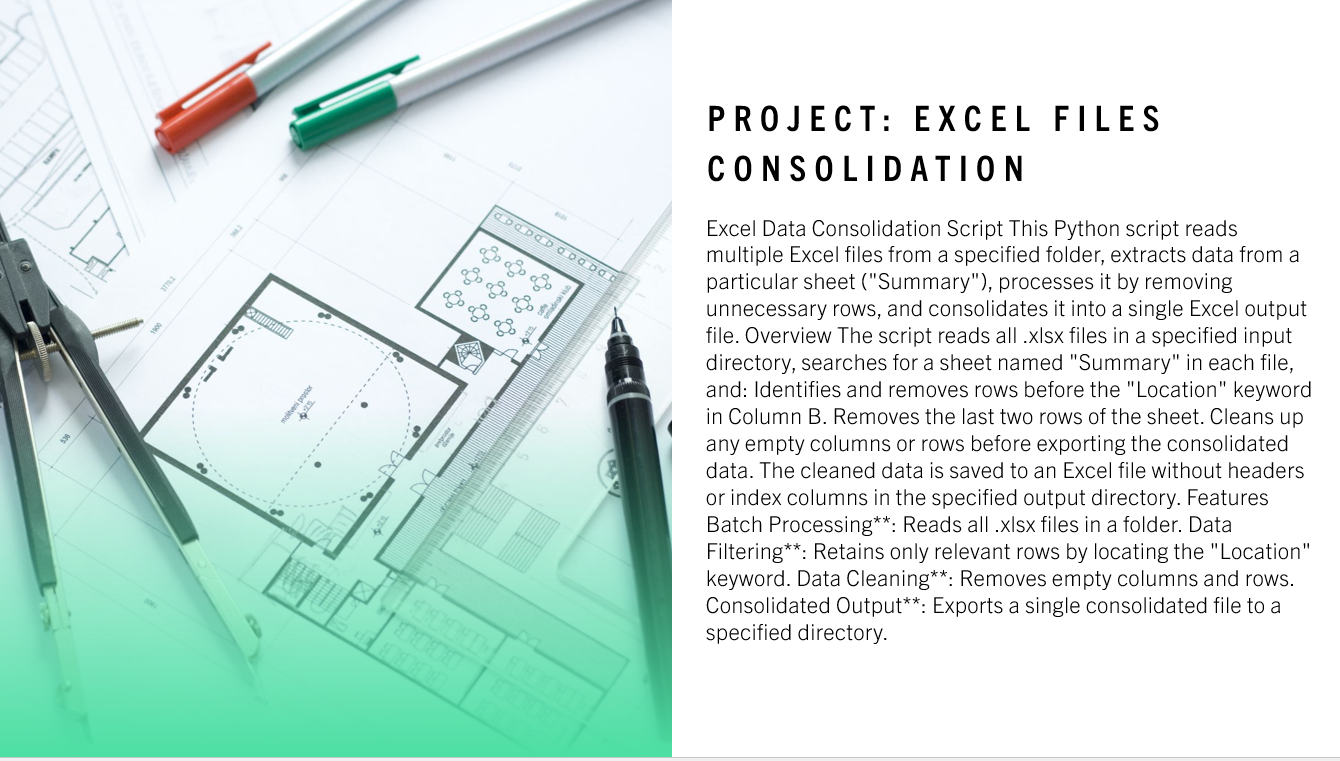 PROJECT: EXCEL FILES
CONSOLIDATION
Excel Data Consolidation Script This Python script reads
multiple Excel files from a specified folder, extracts data from a
particular sheet ("Summary"), processes it by removing
unnecessary rows, and consolidates it into a single Excel output
file. Overview The script reads all .xlsx files in a specified input
directory, searches for a sheet named "Summary" in each file,
and: Identifies and removes rows before the "Location" keyword
in Column B. Removes the last two rows of the sheet. Cleans up
any empty columns or rows before exporting the consolidated
data. The cleaned data is saved to an Excel file without headers
or index columns in the specified output directory. Features
Batch Processing**: Reads all .xlsx files in a folder. Data
Filtering**: Retains only relevant rows by locating the "Location"
keyword. Data Cleaning**: Removes empty columns and rows.
Consolidated Output**: Exports a single consolidated file to a
specified directory.